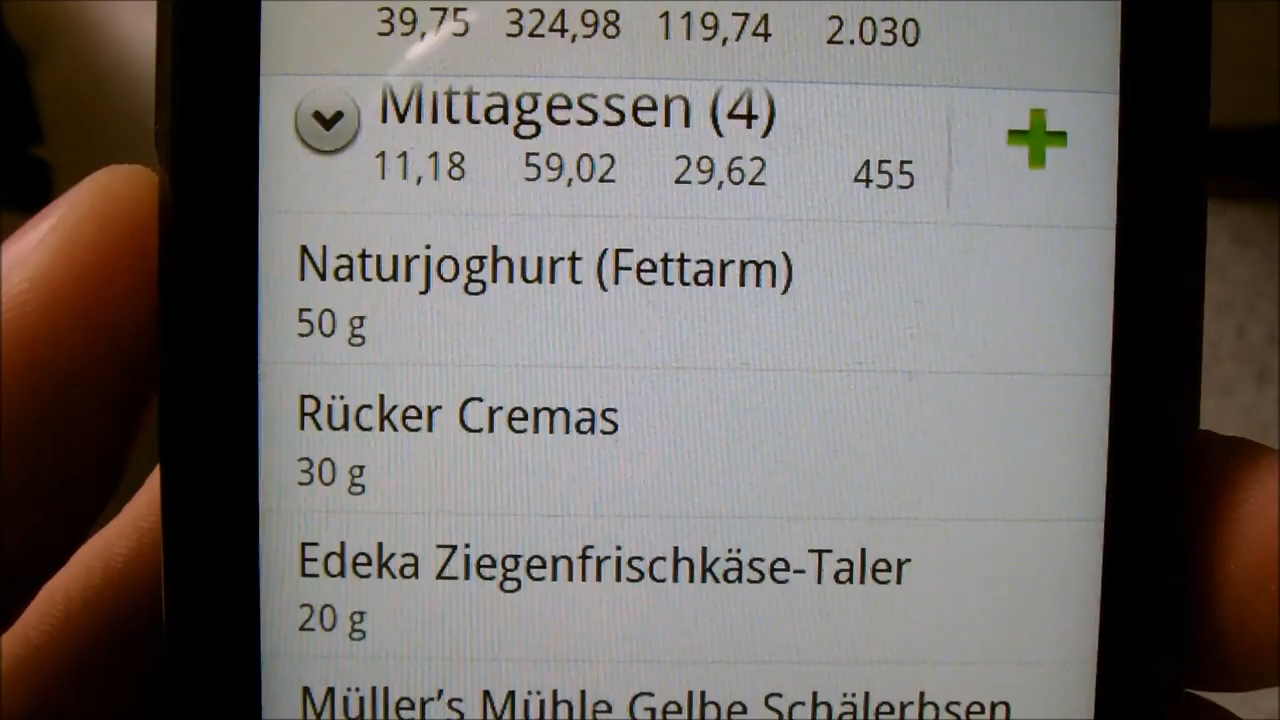 39,75 324,98 119,74 2.030
Mittagessen (4)
11,18 59,02 29,62 455
Naturjoghurt (Fettarm)
50 g
Rücker Cremas
30 g
Edeka Ziegenfrischkäse-Taler
20 g
Müller's Mühle Gelbe Schälerbsen